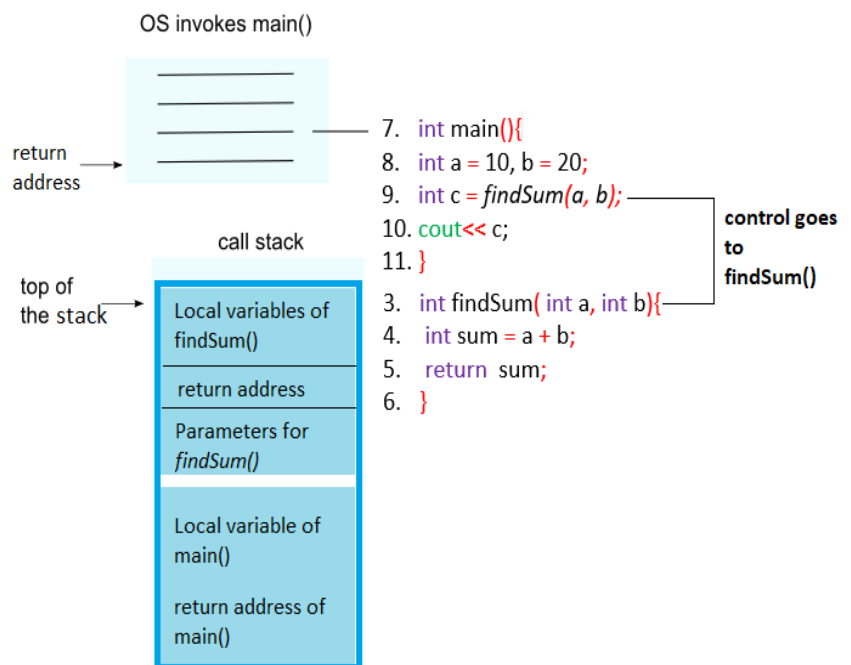 OS invokes main()
return
address
7. int main(){
8. int a = 10, b = 20;
9. int c = findSum(a, b);
10. cout<< c;
11. }
control goes
to
findSum()
call stack
top of
the stack
Local variables of
findSum()
return address
Parameters for
findSum()
Local variable of
main()
return address of
main()
3. int findSum( int a, int b){
4. int sum = a + b;
5. return sum;
6. }